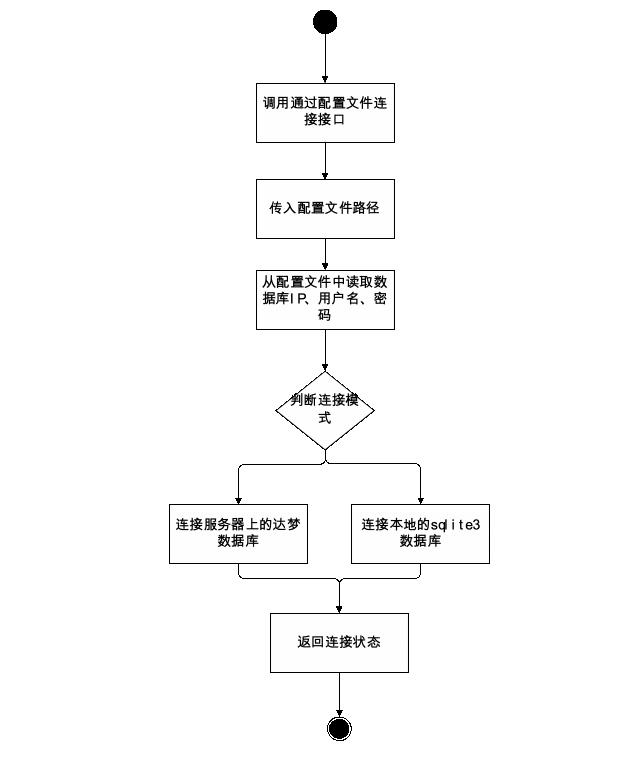 调用通过配置文件连
接接口
传入配置文件路径
从配置文件中读取数
据库IP、用户名、密
码
判断连接模
式
连接服务器上的达梦
数据库
连接本地的sqlite3
数据库
返回连接状态